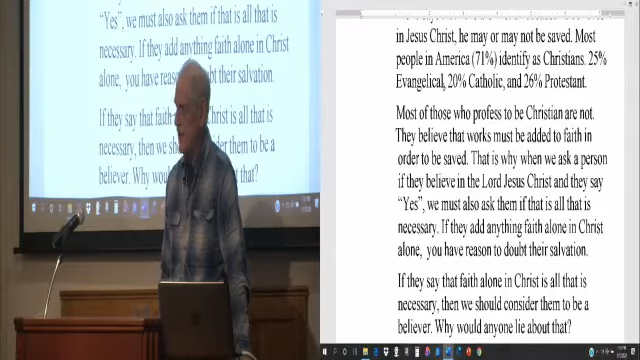 "Yes", we must also ask them if that is all that is
necessary. If they add anything faith alone in Christ
alone, you have reason doubt their salvation.
If they say that faith Christ is all that is
necessary, then we them to be a
believer. Why would that?
in Jesus Christ, he may or may not be saved. Most
people in America (71%) identify as Christians. 25%
Evangelical, 20% Catholic, and 26% Protestant.
Most of those who profess to be Christian are not.
They believe that works must be added to faith in
order to be saved. That is why when we ask a person
if they believe in the Lord Jesus Christ and they say
"Yes", we must also ask them if that is all that is
necessary. If they add anything faith alone in Christ
alone, you have reason to doubt their salvation.
If they say that faith alone in Christ is all that is
necessary, then we should consider them to be a
believer. Why would anyone lie about that?